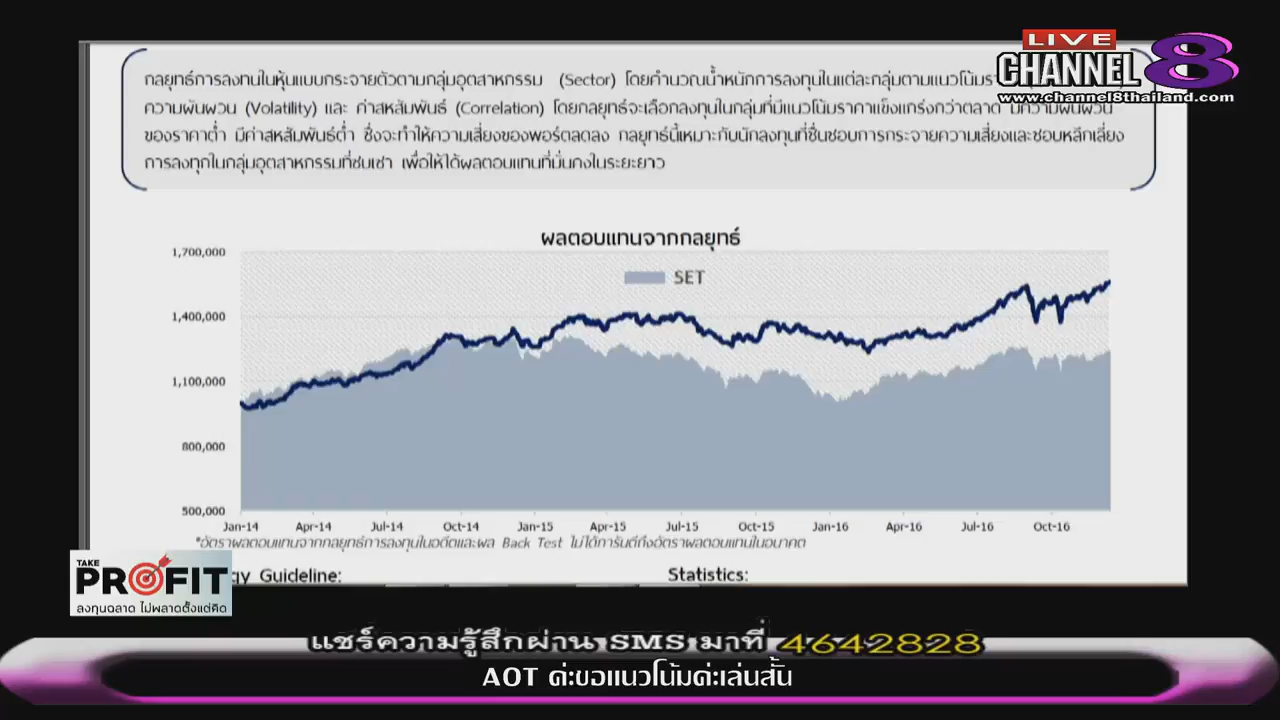 LIVE
CHANNEL 8
www.channel8thailand.com
กลยุทธ์การลงทุนในหุ้นแบบกระจายตัวตามกลุ่มอุตสาหกรรม (Sector) โดยคำนวณน้ำหนักการลงทุนในแต่ละกลุ่มตามแนวโน้มรา
ความผันผวน (Volatility) และ ค่าสหสัมพันธ์ (Correlation) โดยกลยุทธ์จะเลือกลงทุนในกลุ่มที่มีแนวโน้มราคาแข็งแกร่งกว่าตลาด มีความผันผวน
ของราคาต่ำ มีค่าสหสัมพันธ์ต่ำ ซึ่งจะทำให้ความเสี่ยงของพอร์ตลดลง กลยุทธ์นี้เหมาะกับนักลงทุนที่ชื่นชอบการกระจายความเสี่ยงและชอบหลีกเลี่ยง
การลงทุกในกลุ่มอุตสาหกรรมที่ซบเซา เพื่อให้ได้ผลตอบแทนที่มั่นคงในระยะยาว
ผลตอบแทนจากกลยุทธ์
SET
1,700,000
1,400,000
1,100,000
800,000
500,000
Jan-14 Apr-14 Jul-14 Oct-14 Jan-15 Apr-15 Jul-15 Oct-15 Jan-16 Apr-16 Jul-16 Oct-16
*อัตราผลตอบแทนจากกลยุทธ์การลงทุนในอดีตและผล Back Test ไม่ได้การันตีถึงอัตราผลตอบแทนในอนาคต
gy Guideline: Statistics:
TAKE
PROFIT
ลงทุนฉลาด ไม่พลาดตั้งแต่คิด
แชร์ความรู้สึกผ่าน SMS มาที่ 4642828
AOT ค่ะขอแนวโน้มค่ะเล่นสั้น